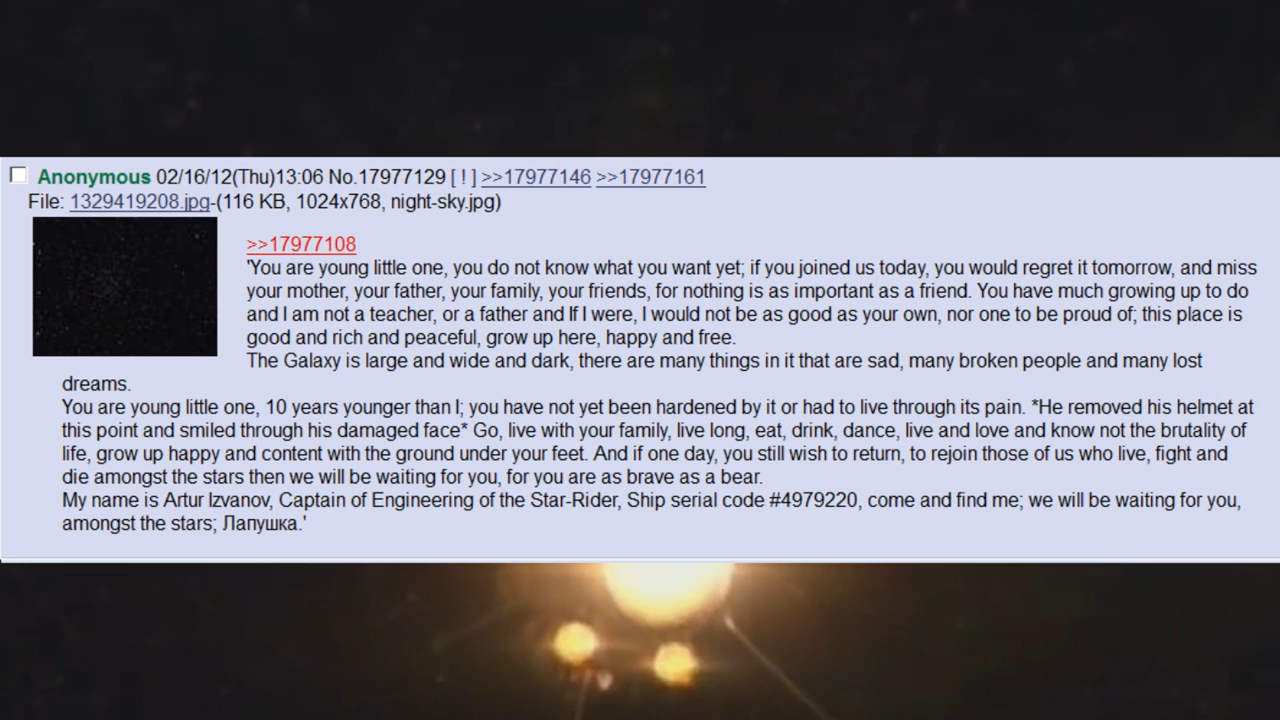 Anonymous 02/16/12(Thu)13:06 No.17977129 [ ! ] >>17977146 >>17977161
File: 1329419208.jpg-(116 KB, 1024x768, night-sky.jpg)
>>17977108
'You are young little one, you do not know what you want yet; if you joined us today, you would regret it tomorrow, and miss
your mother, your father, your family, your friends, for nothing is as important as a friend. You have much growing up to do
and I am not a teacher, or a father and If I were, I would not be as good as your own, nor one to be proud of; this place is
good and rich and peaceful, grow up here, happy and free.
The Galaxy is large and wide and dark, there are many things in it that are sad, many broken people and many lost
dreams.
You are young little one, 10 years younger than I; you have not yet been hardened by it or had to live through its pain. *He removed his helmet at
this point and smiled through his damaged face* Go, live with your family, live long, eat, drink, dance, live and love and know not the brutality of
life, grow up happy and content with the ground under your feet. And if one day, you still wish to return, to rejoin those of us who live, fight and
die amongst the stars then we will be waiting for you, for you are as brave as a bear.
My name is Artur Izvanov, Captain of Engineering of the Star-Rider, Ship serial code #4979220, come and find me; we will be waiting for you,
amongst the stars; Лапушка.'